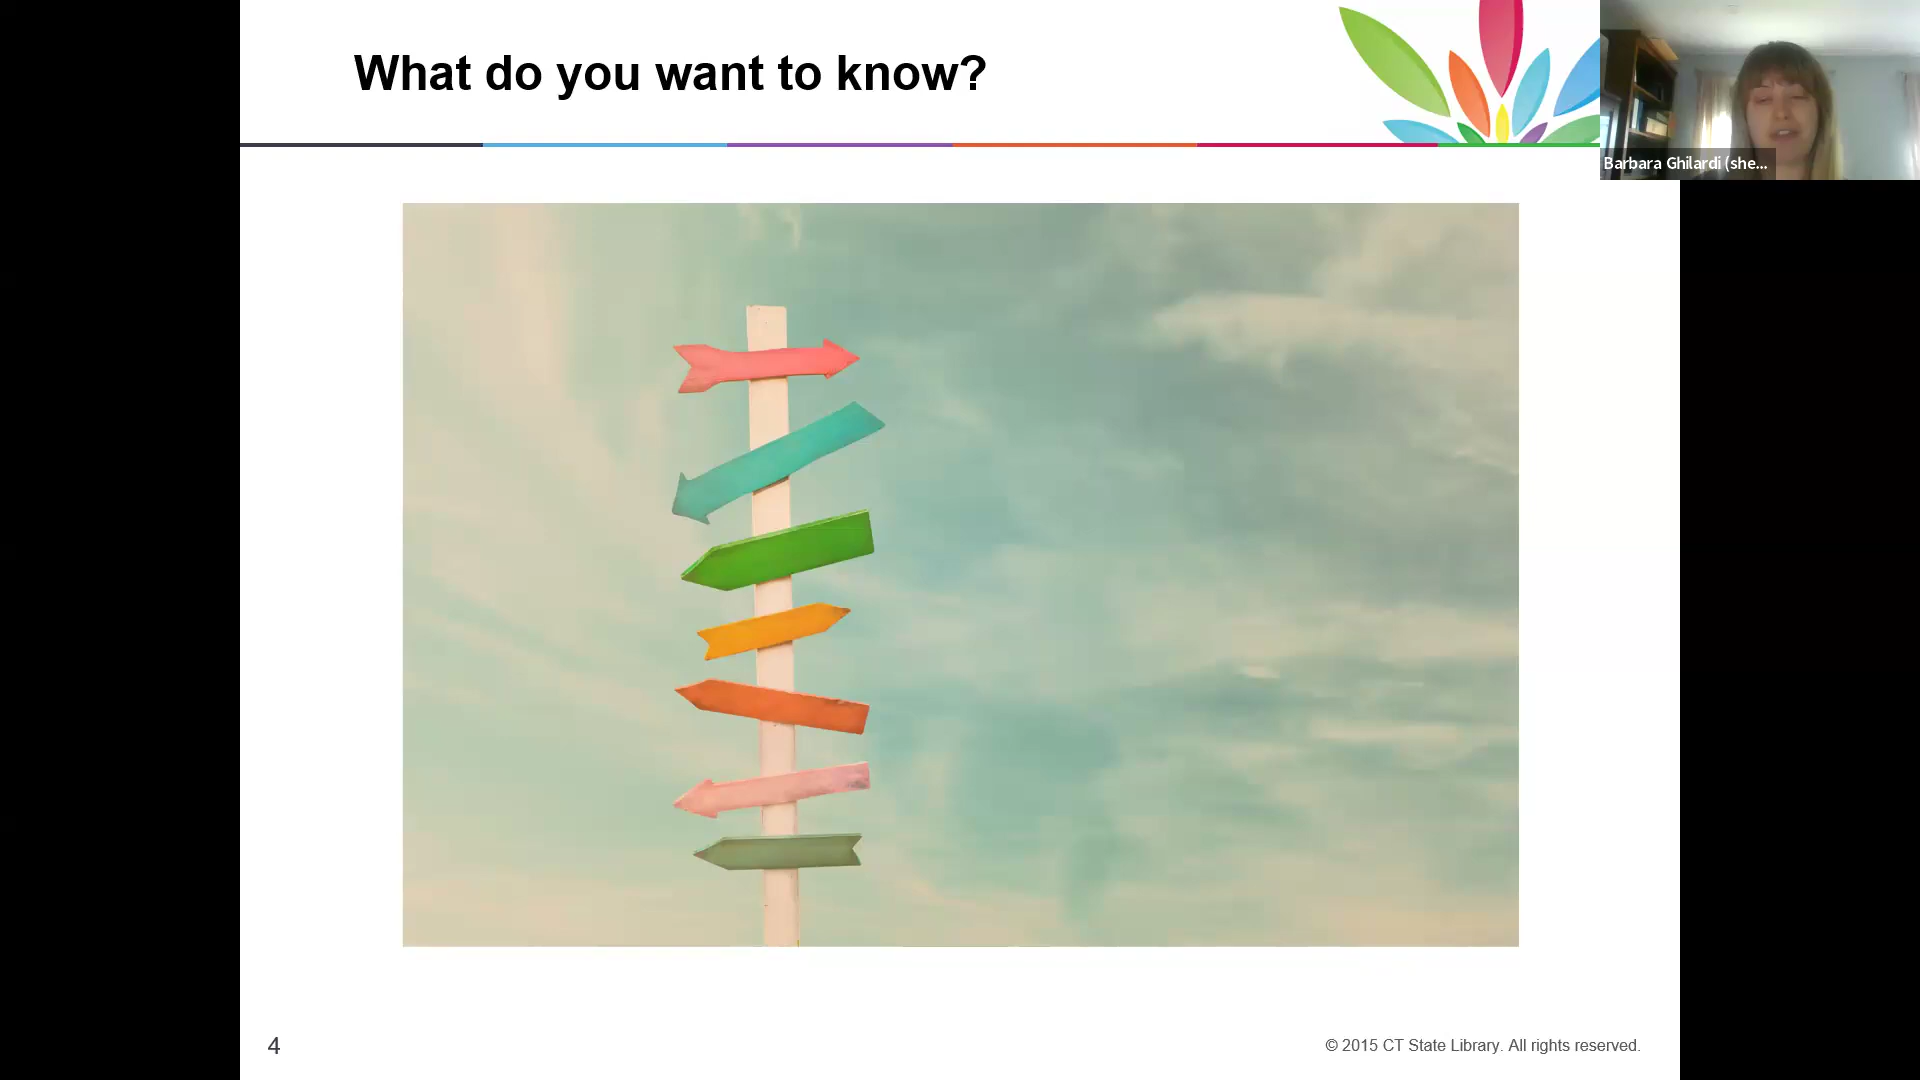 What do you want to know?
Barbara Ghilardi (she...
4
© 2015 CT State Library. All rights reserved.